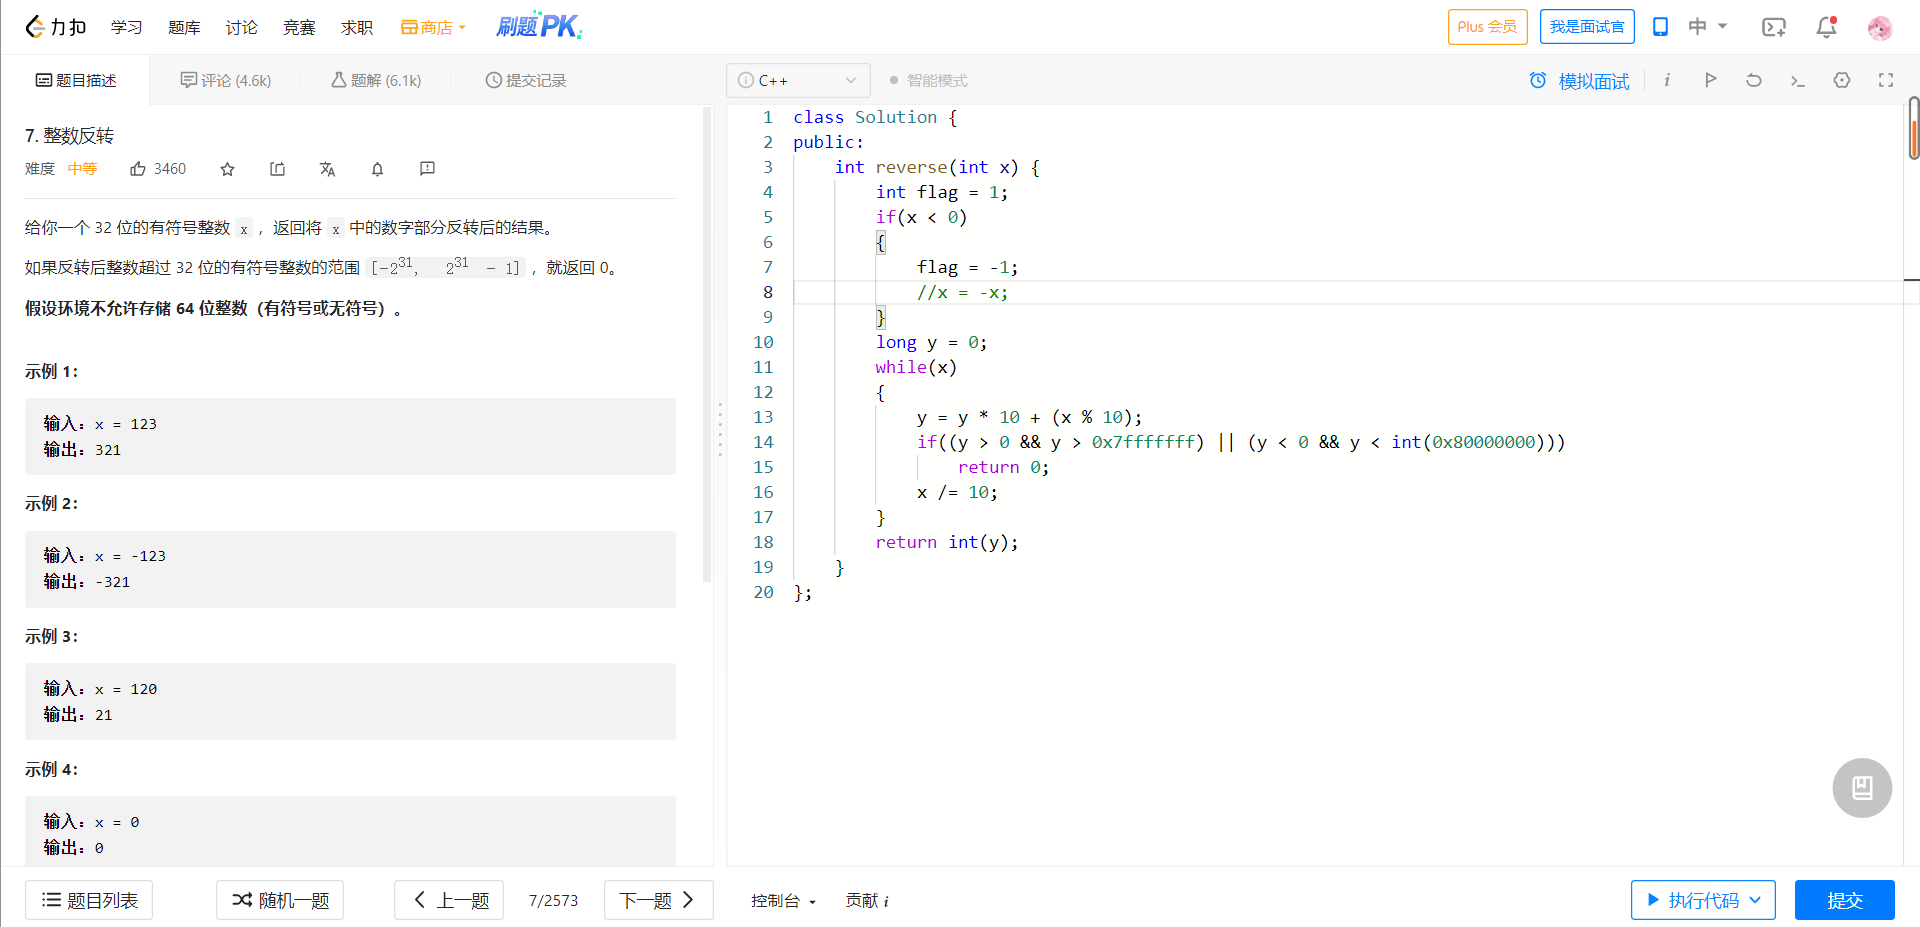 力扣 学习 题库 讨论 竞赛 求职 商店 刷题PK Plus 会员 我是面试官 中
题目描述 评论 (4.6k) 题解 (6.1k) 提交记录
7. 整数反转
难度 中等 3460
给你一个 32 位的有符号整数 x ，返回将 x 中的数字部分反转后的结果。
如果反转后整数超过 32 位的有符号整数的范围 [−2^31,  2^31 − 1] ，就返回 0。
假设环境不允许存储 64 位整数（有符号或无符号）。
示例 1：
输入：x = 123
输出：321
示例 2：
输入：x = -123
输出：-321
示例 3：
输入：x = 120
输出：21
示例 4：
输入：x = 0
输出：0
题目列表 随机一题 上一题 7/2573 下一题
C++ 智能模式 模拟面试
1 class Solution {
2 public:
3     int reverse(int x) {
4         int flag = 1;
5         if(x < 0)
6         {
7             flag = -1;
8             //x = -x;
9         }
10         long y = 0;
11         while(x)
12         {
13             y = y * 10 + (x % 10);
14             if((y > 0 && y > 0x7fffffff) || (y < 0 && y < int(0x80000000)))
15                 return 0;
16             x /= 10;
17         }
18         return int(y);
19     }
20 };
控制台 贡献 i 执行代码 提交